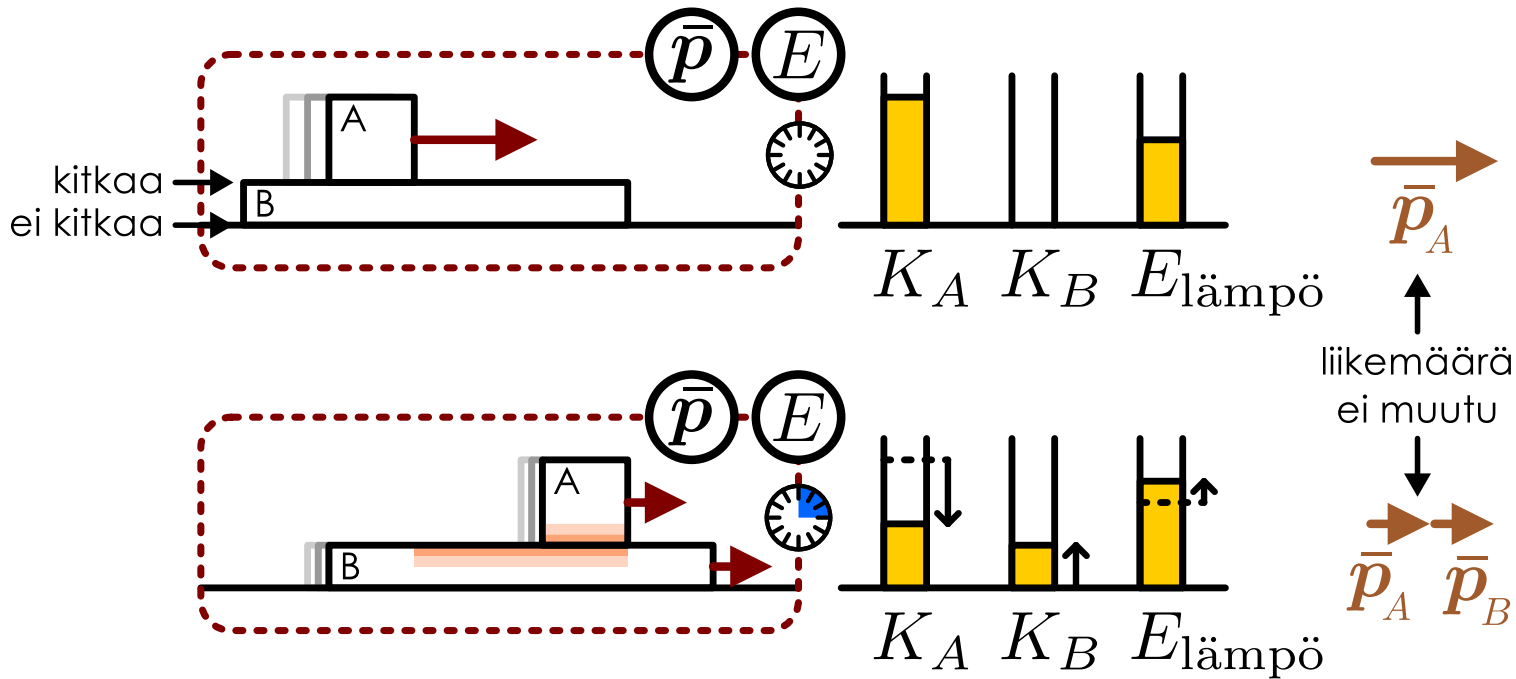 p̄ E
A
kitkaa
B
ei kitkaa
K_A K_B E_lämpö
p̄_A
liikemäärä
ei muutu
p̄ E
A
B
p̄_A p̄_B
K_A K_B E_lämpö